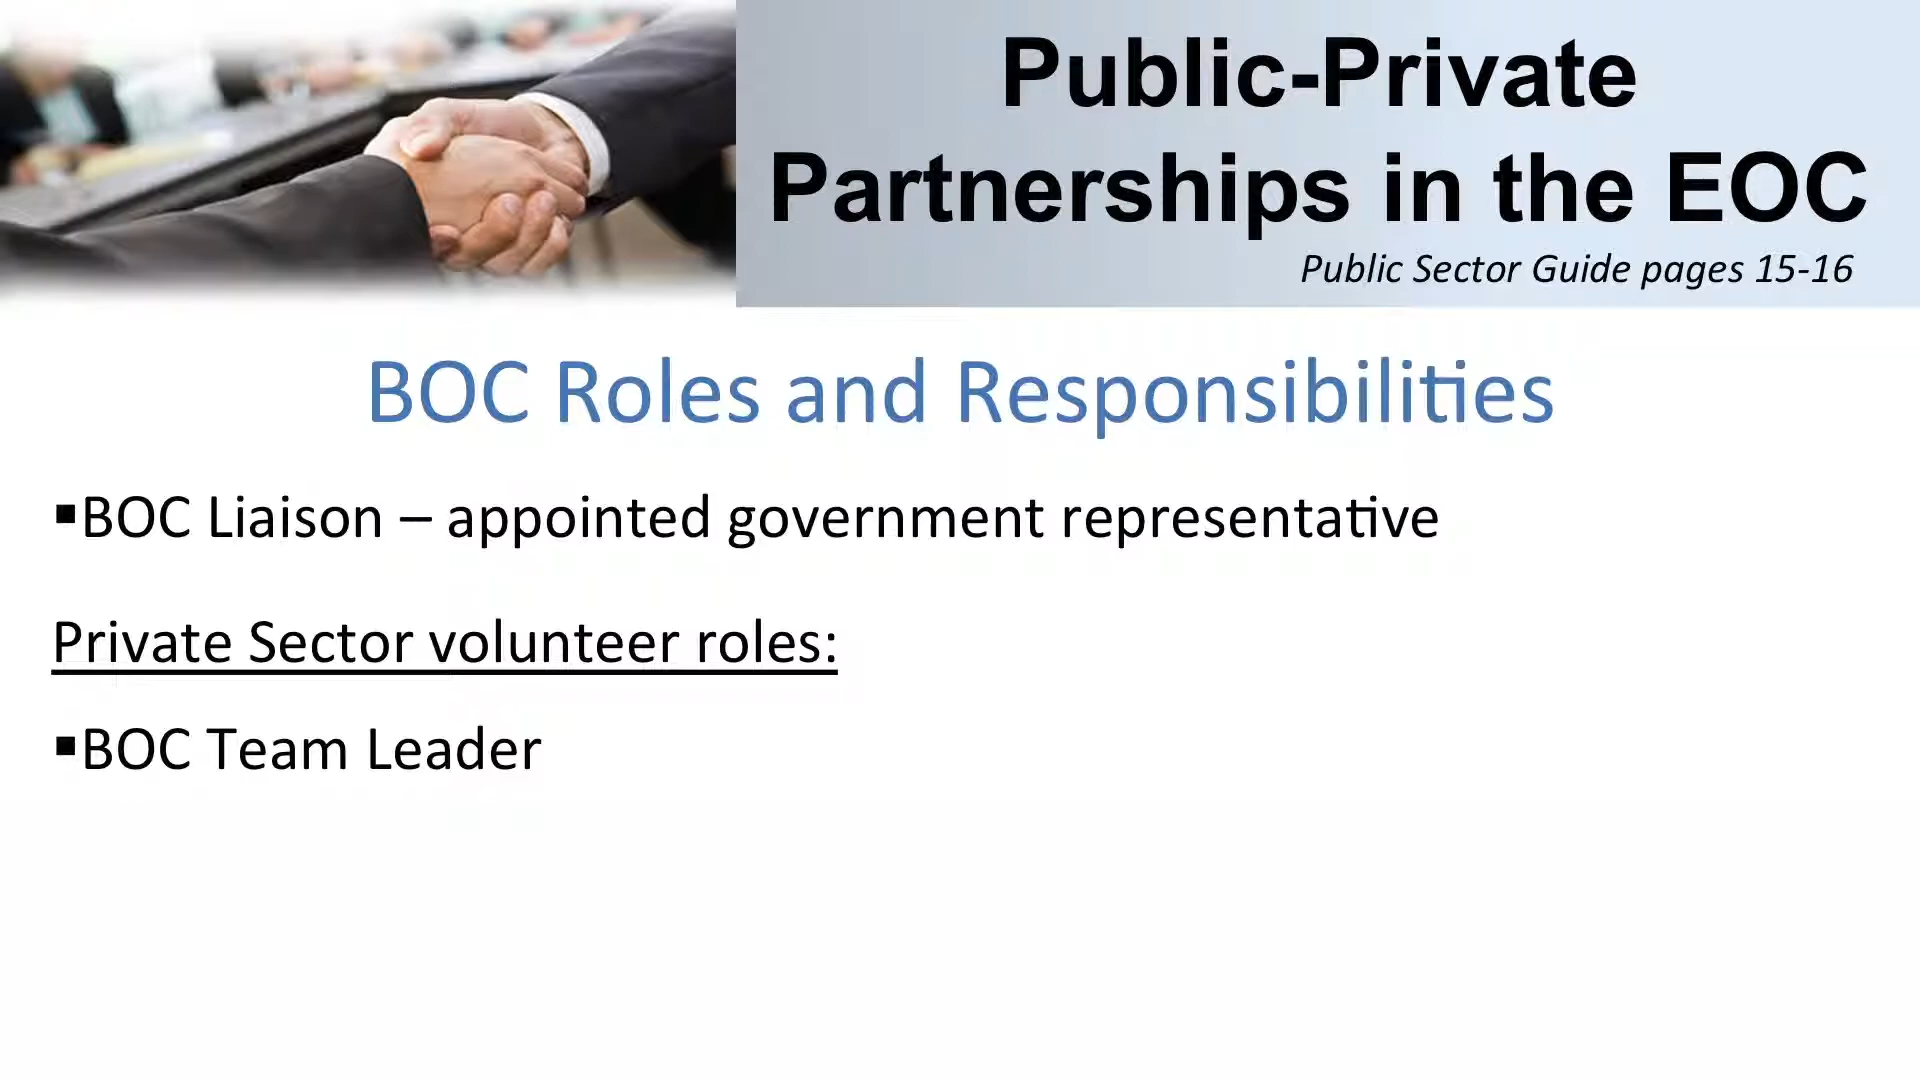 Public-Private
Partnerships in the EOC
Public Sector Guide pages 15-16
BOC Roles and Responsibilities
▪BOC Liaison – appointed government representative
Private Sector volunteer roles:
▪BOC Team Leader